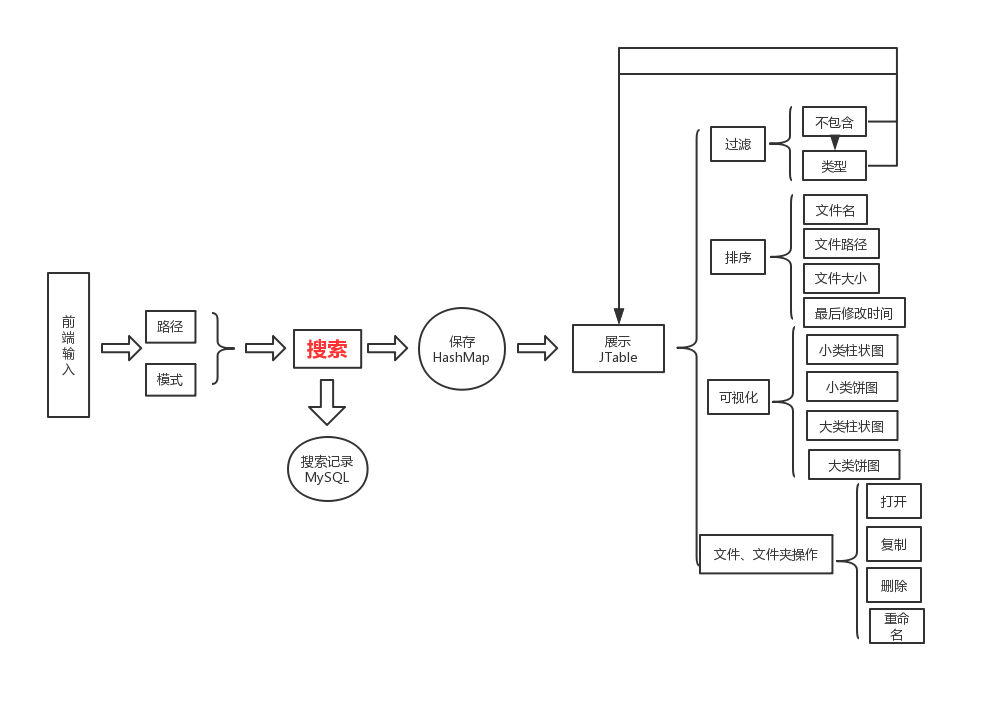 前
端
输
入
路径
模式
搜索
搜索记录
MySQL
保存
HashMap
展示
JTable
过滤
不包含
类型
排序
文件名
文件路径
文件大小
最后修改时间
可视化
小类柱状图
小类饼图
大类柱状图
大类饼图
文件、文件夹操作
打开
复制
删除
重命
名